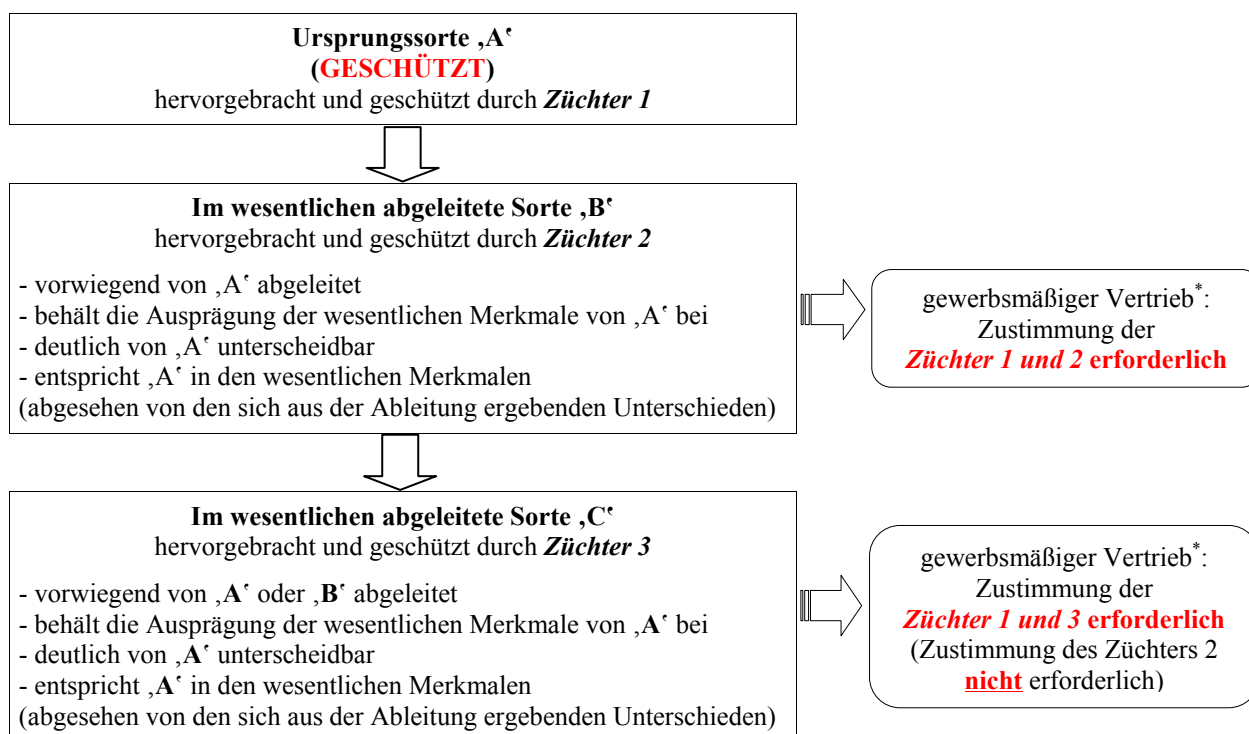 Ursprungssorte ‚A‛
(GESCHÜTZT)
hervorgebracht und geschützt durch Züchter 1
Im wesentlichen abgeleitete Sorte ‚B‛
hervorgebracht und geschützt durch Züchter 2
- vorwiegend von ‚A‛ abgeleitet
- behält die Ausprägung der wesentlichen Merkmale von ‚A‛ bei
- deutlich von ‚A‛ unterscheidbar
- entspricht ‚A‛ in den wesentlichen Merkmalen
(abgesehen von den sich aus der Ableitung ergebenden Unterschieden)
gewerbsmäßiger Vertrieb*:
Zustimmung der
Züchter 1 und 2 erforderlich
Im wesentlichen abgeleitete Sorte ‚C‛
hervorgebracht und geschützt durch Züchter 3
- vorwiegend von ‚A‛ oder ‚B‛ abgeleitet
- behält die Ausprägung der wesentlichen Merkmale von ‚A‛ bei
- deutlich von ‚A‛ unterscheidbar
- entspricht ‚A‛ in den wesentlichen Merkmalen
(abgesehen von den sich aus der Ableitung ergebenden Unterschieden)
gewerbsmäßiger Vertrieb*:
Zustimmung der
Züchter 1 und 3 erforderlich
(Zustimmung des Züchters 2
nicht erforderlich)